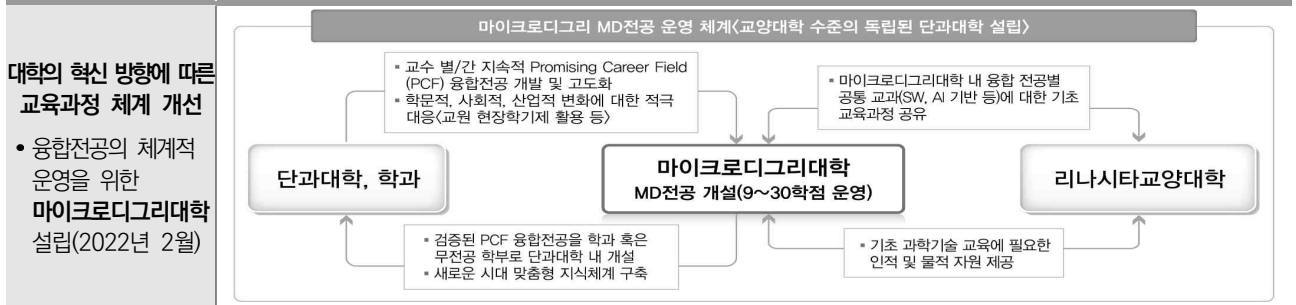 대학의 혁신 방향에 따른
교육과정 체계 개선
• 융합전공의 체계적
운영을 위한
마이크로디그리대학
설립(2022년 2월)
마이크로디그리 MD전공 운영 체계<교양대학 수준의 독립된 단과대학 설립>
▪ 교수 별/간 지속적 Promising Career Field
(PCF) 융합전공 개발 및 고도화
▪ 학문적, 사회적, 산업적 변화에 대한 적극
대응<교원 현장학기제 활용 등>
▪ 마이크로디그리대학 내 융합 전공별
공통 교과(SW, AI 기반 등)에 대한 기초
교육과정 공유
단과대학, 학과
마이크로디그리대학
MD전공 개설(9~30학점 운영)
리나시타교양대학
▪ 검증된 PCF 융합전공을 학과 혹은
무전공 학부로 단과대학 내 개설
▪ 새로운 시대 맞춤형 지식체계 구축
▪ 기초 과학기술 교육에 필요한
인적 및 물적 자원 제공